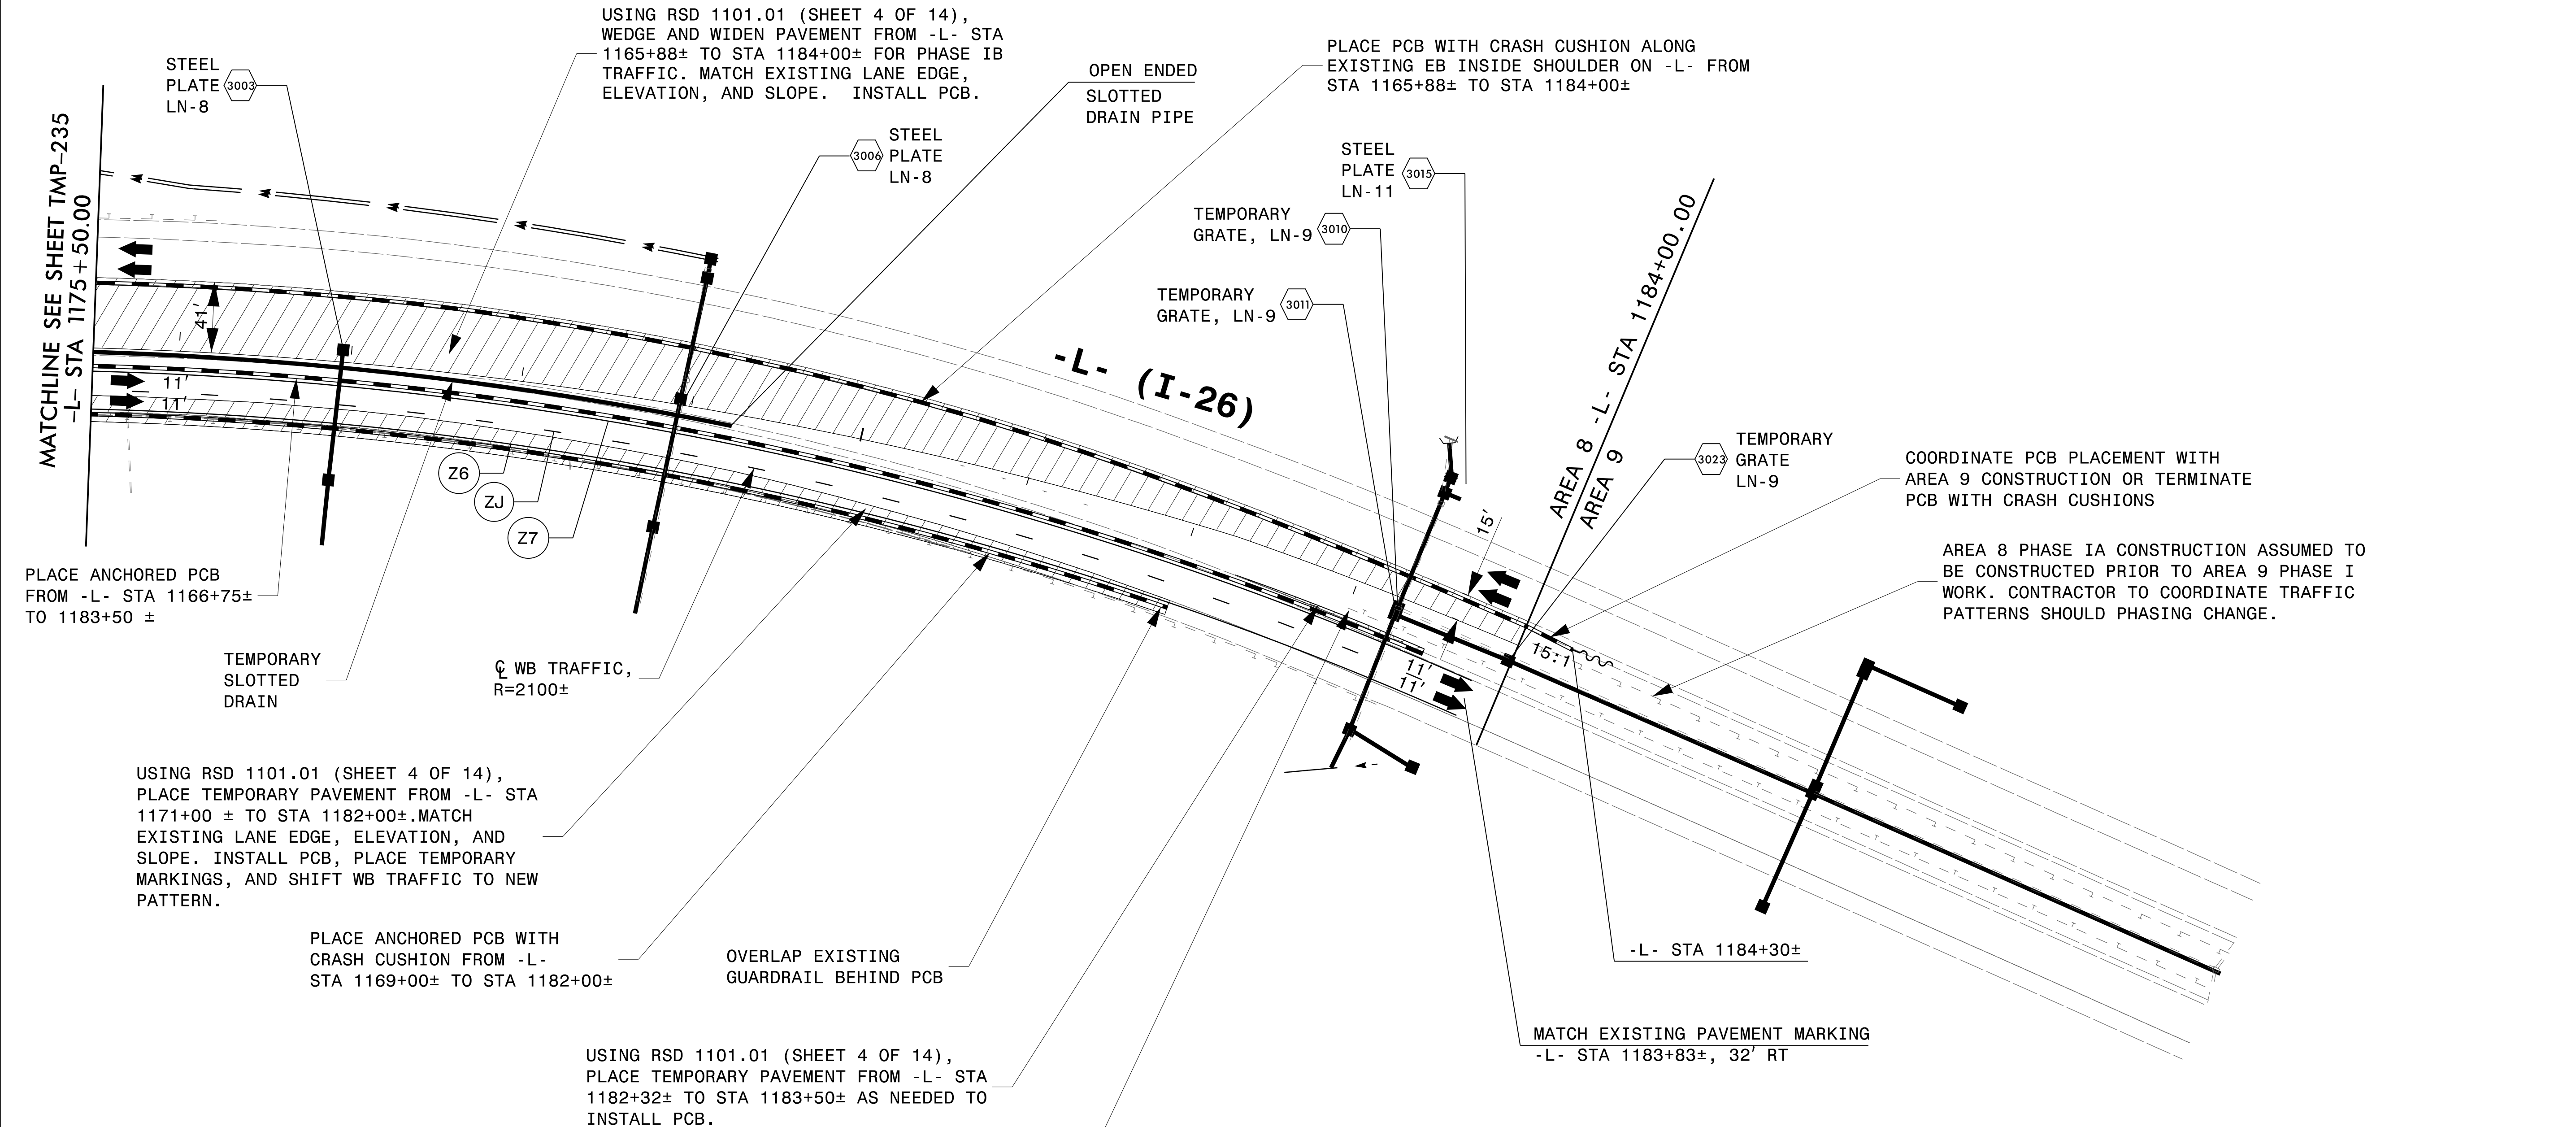 USING RSD 1101.01 (SHEET 4 OF 14),
WEDGE AND WIDEN PAVEMENT FROM -L- STA
1165+88± TO STA 1184+00± FOR PHASE IB
TRAFFIC. MATCH EXISTING LANE EDGE,
ELEVATION, AND SLOPE. INSTALL PCB.
STEEL
PLATE
LN-8
3003
OPEN ENDED
SLOTTED
DRAIN PIPE
PLACE PCB WITH CRASH CUSHION ALONG
EXISTING EB INSIDE SHOULDER ON -L- FROM
STA 1165+88± TO STA 1184+00±
3006
STEEL
PLATE
LN-8
STEEL
PLATE
LN-11
3015
TEMPORARY
GRATE, LN-9
3010
TEMPORARY
GRATE, LN-9
3011
MATCHLINE SEE SHEET TMP-235
-L- STA 1175+50.00
41'
11'
11'
-L- (I-26)
15'
AREA 8 -L- STA 1184+00.00
AREA 9
3023
TEMPORARY
GRATE
LN-9
COORDINATE PCB PLACEMENT WITH
AREA 9 CONSTRUCTION OR TERMINATE
PCB WITH CRASH CUSHIONS
AREA 8 PHASE IA CONSTRUCTION ASSUMED TO
BE CONSTRUCTED PRIOR TO AREA 9 PHASE I
WORK. CONTRACTOR TO COORDINATE TRAFFIC
PATTERNS SHOULD PHASING CHANGE.
Z6
ZJ
Z7
PLACE ANCHORED PCB
FROM -L- STA 1166+75±
TO 1183+50 ±
TEMPORARY
SLOTTED
DRAIN
℄ WB TRAFFIC,
R=2100±
15:1
11'
11'
USING RSD 1101.01 (SHEET 4 OF 14),
PLACE TEMPORARY PAVEMENT FROM -L- STA
1171+00 ± TO STA 1182+00±.MATCH
EXISTING LANE EDGE, ELEVATION, AND
SLOPE. INSTALL PCB, PLACE TEMPORARY
MARKINGS, AND SHIFT WB TRAFFIC TO NEW
PATTERN.
PLACE ANCHORED PCB WITH
CRASH CUSHION FROM -L-
STA 1169+00± TO STA 1182+00±
OVERLAP EXISTING
GUARDRAIL BEHIND PCB
-L- STA 1184+30±
MATCH EXISTING PAVEMENT MARKING
-L- STA 1183+83±, 32' RT
USING RSD 1101.01 (SHEET 4 OF 14),
PLACE TEMPORARY PAVEMENT FROM -L- STA
1182+32± TO STA 1183+50± AS NEEDED TO
INSTALL PCB.